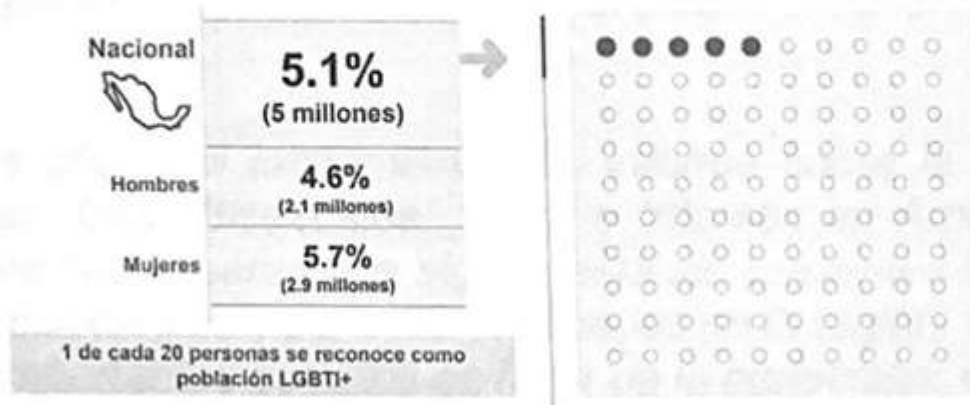 Nacional
5.1%
(5 millones)
Hombres
4.6%
(2.1 millones)
Mujeres
5.7%
(2.9 millones)
1 de cada 20 personas se reconoce como
población LGBTI+